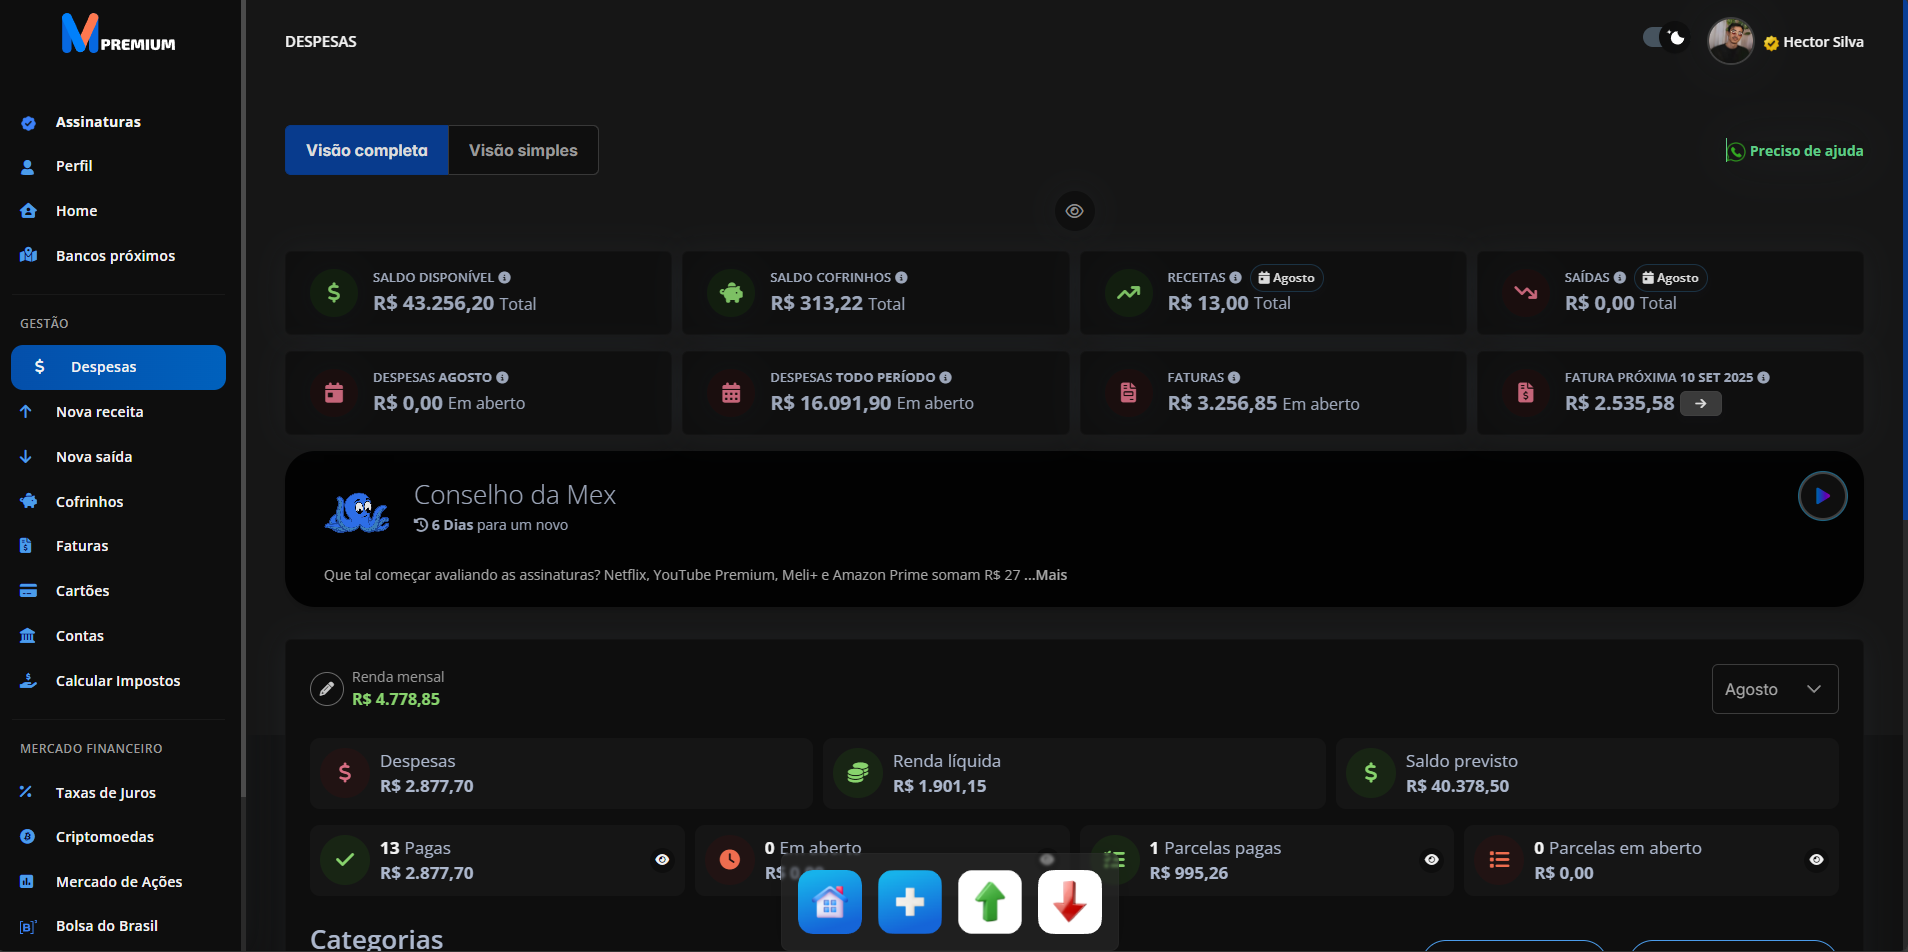 PREMIUM
Assinaturas
Perfil
Home
Bancos próximos
GESTÃO
Despesas
Nova receita
Nova saída
Cofrinhos
Faturas
Cartões
Contas
Calcular Impostos
MERCADO FINANCEIRO
Taxas de Juros
Criptomoedas
Mercado de Ações
Bolsa do Brasil
DESPESAS
Hector Silva
Visão completa
Visão simples
Preciso de ajuda
SALDO DISPONÍVEL
R$ 43.256,20 Total
SALDO COFRINHOS
R$ 313,22 Total
RECEITAS Agosto
R$ 13,00 Total
SAÍDAS Agosto
R$ 0,00 Total
DESPESAS AGOSTO
R$ 0,00 Em aberto
DESPESAS TODO PERÍODO
R$ 16.091,90 Em aberto
FATURAS
R$ 3.256,85 Em aberto
FATURA PRÓXIMA 10 SET 2025
R$ 2.535,58
Conselho da Mex
6 Dias para um novo
Que tal começar avaliando as assinaturas? Netflix, YouTube Premium, Meli+ e Amazon Prime somam R$ 27 ...Mais
Renda mensal
R$ 4.778,85
Agosto
Despesas
R$ 2.877,70
Renda líquida
R$ 1.901,15
Saldo previsto
R$ 40.378,50
13 Pagas
R$ 2.877,70
0 Em aberto
R$ 0,00
1 Parcelas pagas
R$ 995,26
0 Parcelas em aberto
R$ 0,00
Categorias